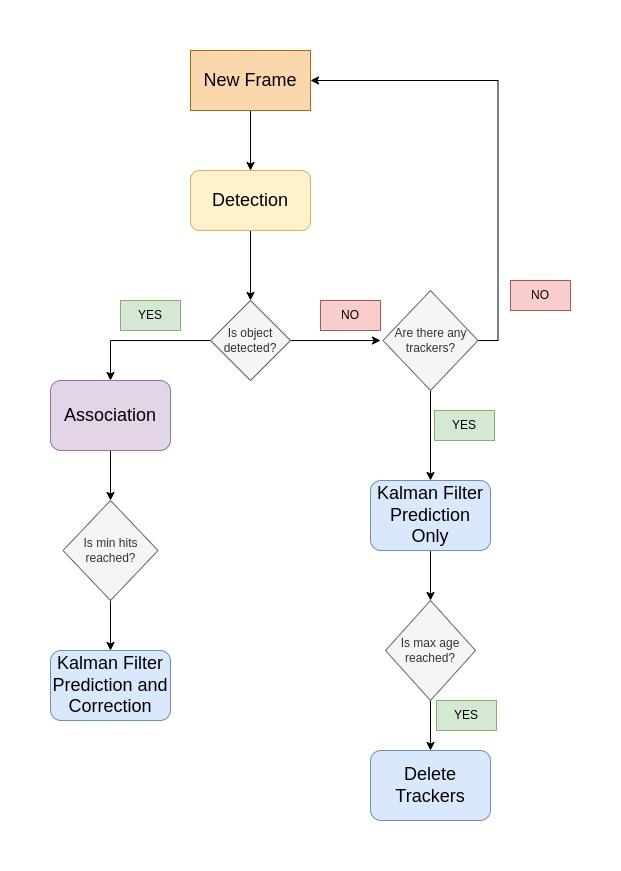 New Frame
Detection
YES
Is object
detected?
NO
Are there any
trackers?
NO
Association
YES
Is min hits
reached?
Kalman Filter
Prediction
Only
Kalman Filter
Prediction and
Correction
Is max age
reached?
YES
Delete
Trackers